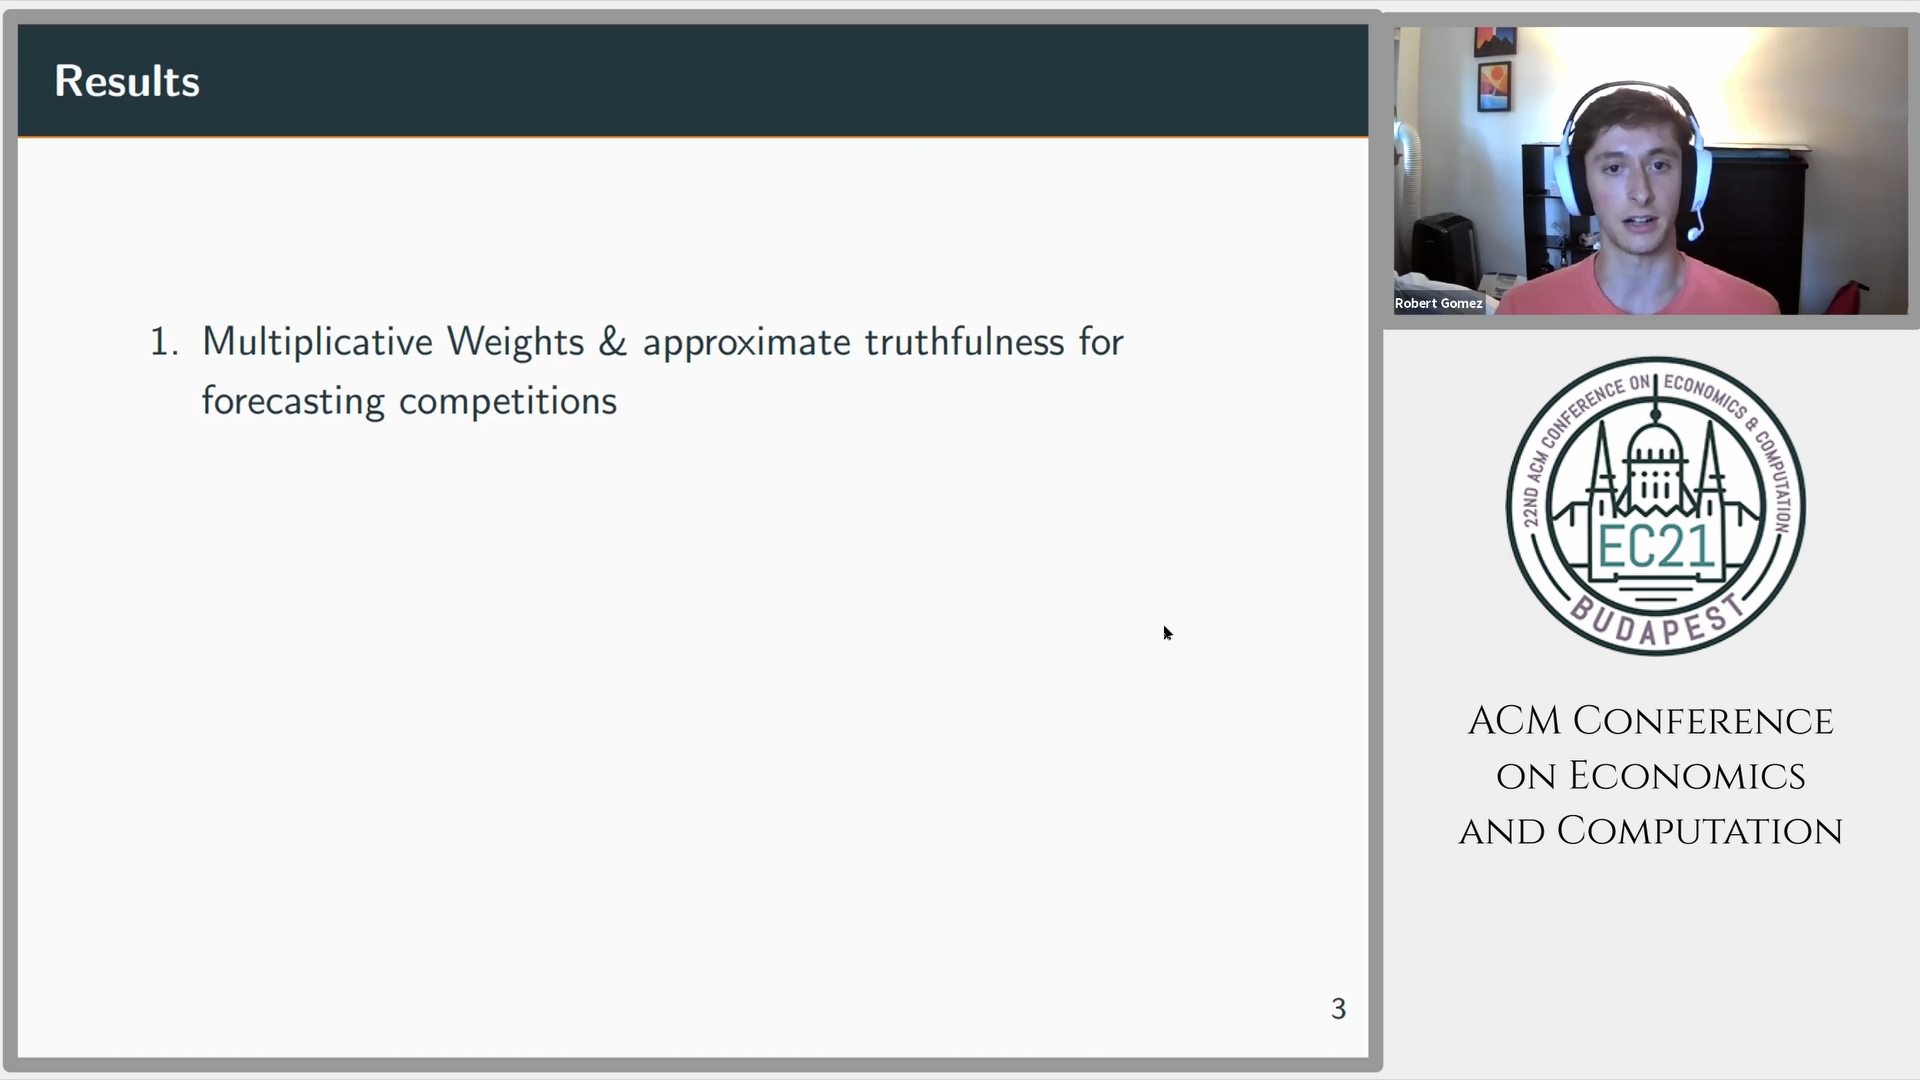 Results
1. Multiplicative Weights & approximate truthfulness for
forecasting competitions
3
Robert Gomez
22ND ACM CONFERENCE ON ECONOMICS & COMPUTATION
EC21
BUDAPEST
ACM CONFERENCE
ON ECONOMICS
AND COMPUTATION